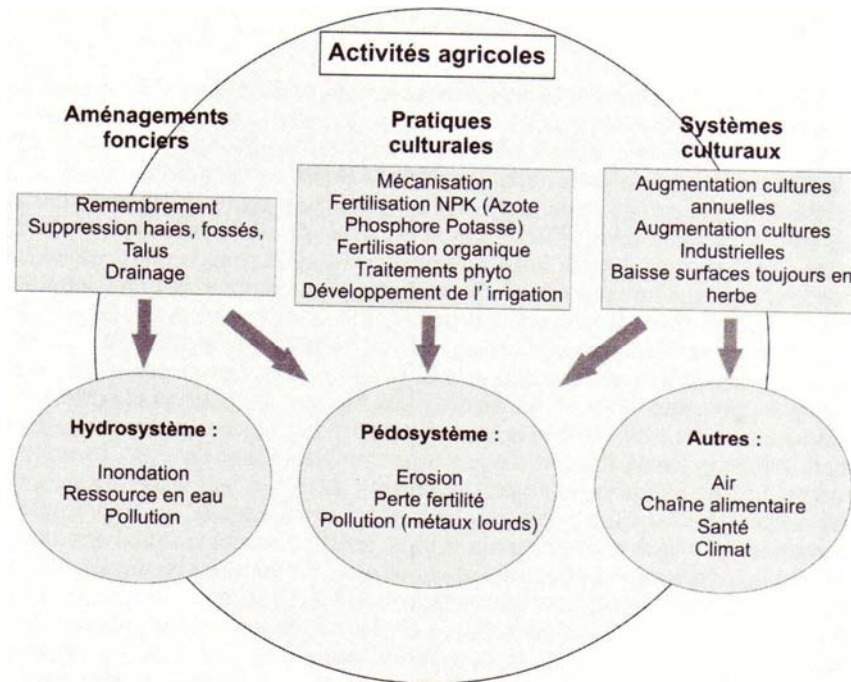 Activités agricoles
Aménagements
fonciers
Remembrement
Suppression haies, fossés,
Talus
Drainage
Pratiques
culturales
Mécanisation
Fertilisation NPK (Azote
Phosphore Potasse)
Fertilisation organique
Traitements phyto
Développement de l' irrigation
Systèmes
culturaux
Augmentation cultures
annuelles
Augmentation cultures
Industrielles
Baisse surfaces toujours en
herbe
Hydrosystème :
Inondation
Ressource en eau
Pollution
Pédosystème :
Erosion
Perte fertilité
Pollution (métaux lourds)
Autres :
Air
Chaîne alimentaire
Santé
Climat